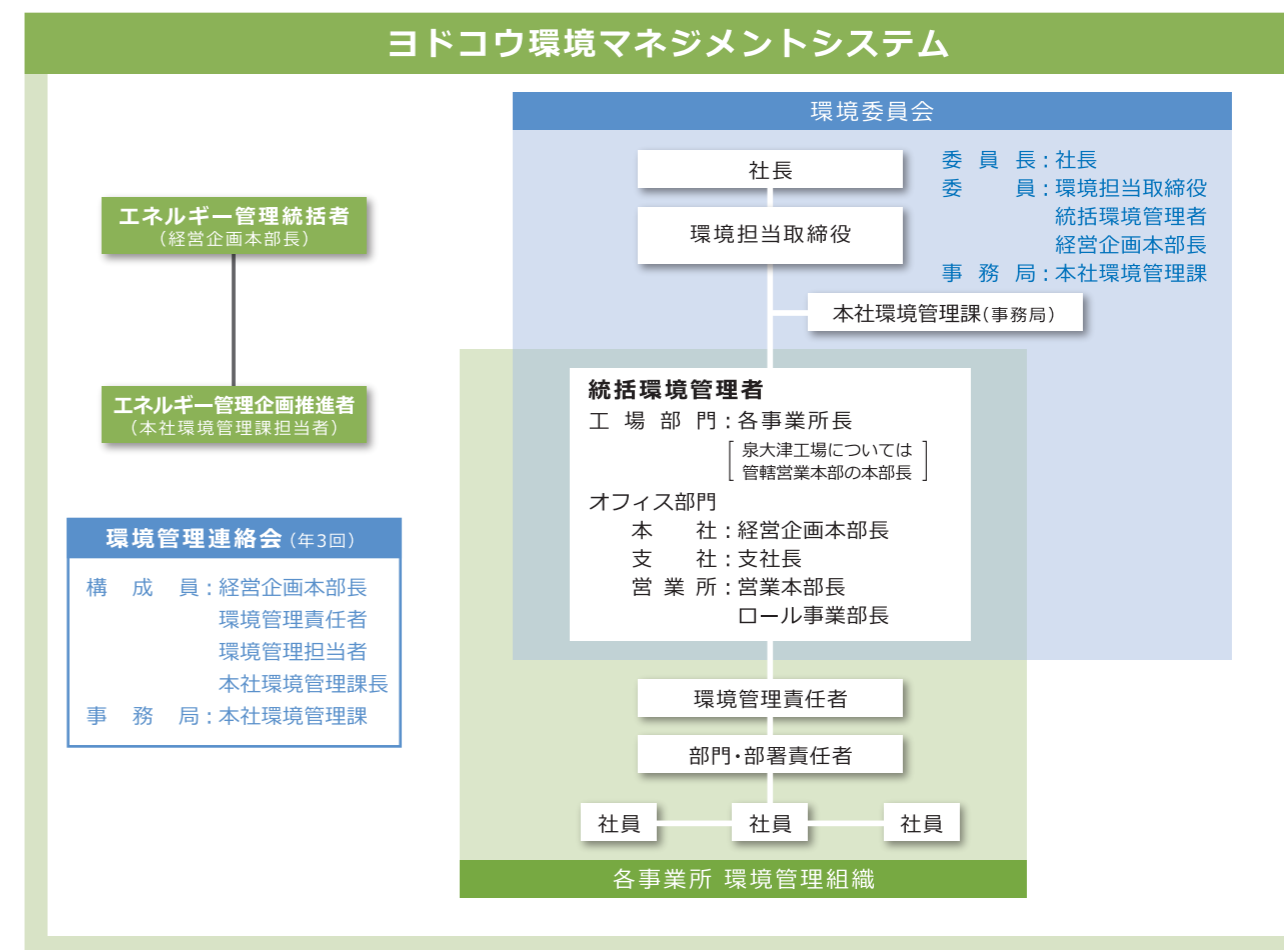 ヨドコウ環境マネジメントシステム
エネルギー管理統括者
（経営企画本部長）
エネルギー管理企画推進者
（本社環境管理課担当者）
環境管理連絡会（年3回）
構成員：経営企画本部長
環境管理責任者
環境管理担当者
本社環境管理課長
事務局：本社環境管理課
環境委員会
社長
環境担当取締役
本社環境管理課（事務局）
委員長：社長
委員：環境担当取締役
統括環境管理者
経営企画本部長
事務局：本社環境管理課
統括環境管理者
工場部門：各事業所長
泉大津工場については
管轄営業本部の本部長
オフィス部門
本社：経営企画本部長
支社：支社長
営業所：営業本部長
ロール事業部長
環境管理責任者
部門・部署責任者
社員 社員 社員
各事業所 環境管理組織